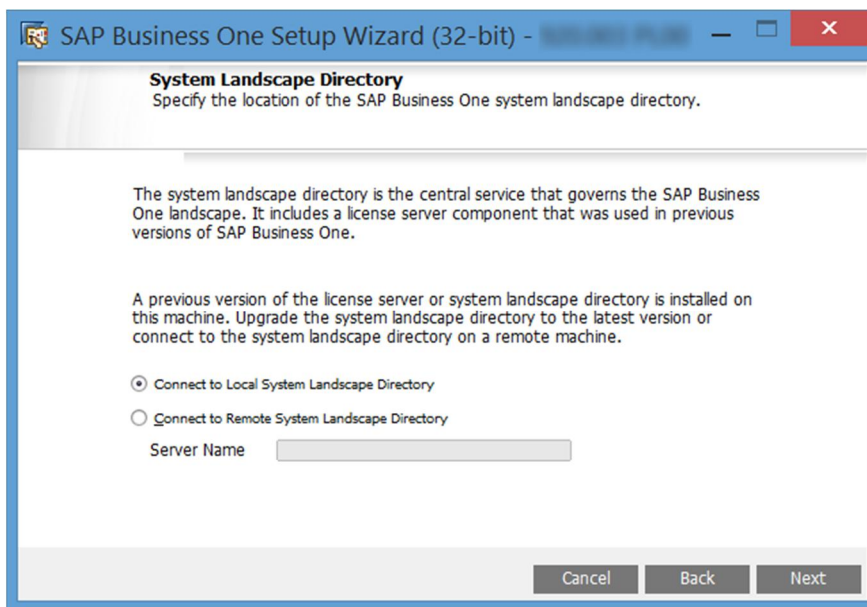 SAP Business One Setup Wizard (32-bit) -
System Landscape Directory
Specify the location of the SAP Business One system landscape directory.
The system landscape directory is the central service that governs the SAP Business
One landscape. It includes a license server component that was used in previous
versions of SAP Business One.
A previous version of the license server or system landscape directory is installed on
this machine. Upgrade the system landscape directory to the latest version or
connect to the system landscape directory on a remote machine.
Connect to Local System Landscape Directory
Connect to Remote System Landscape Directory
Server Name
Cancel Back Next